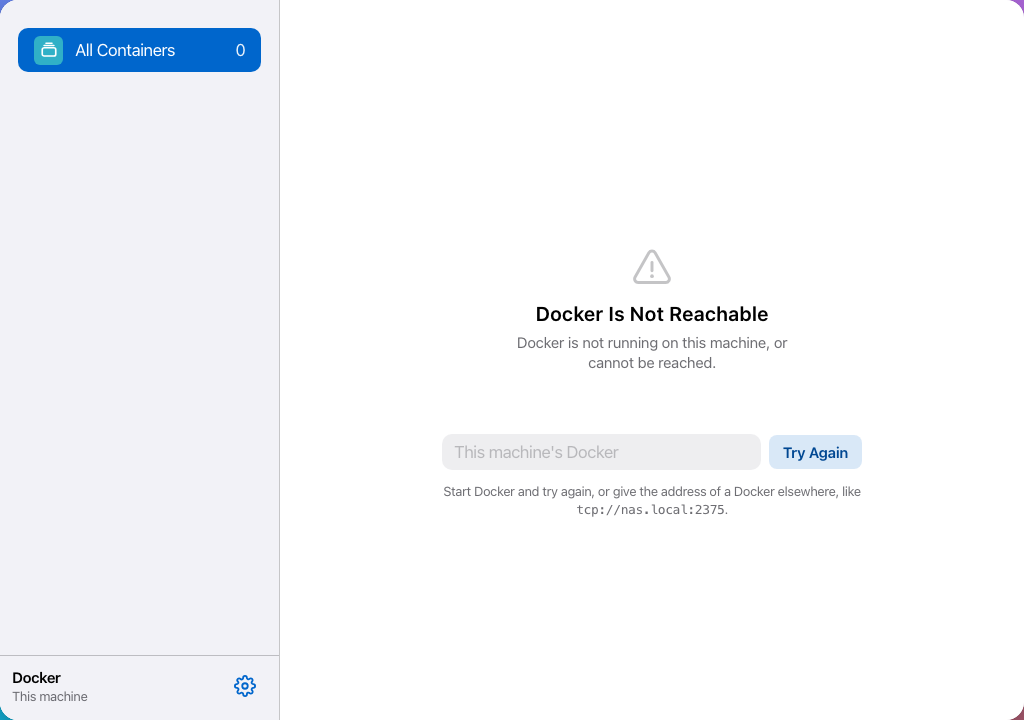 All Containers 0
Docker Is Not Reachable
Docker is not running on this machine, or
cannot be reached.
This machine's Docker
Try Again
Start Docker and try again, or give the address of a Docker elsewhere, like
tcp://nas.local:2375.
Docker
This machine